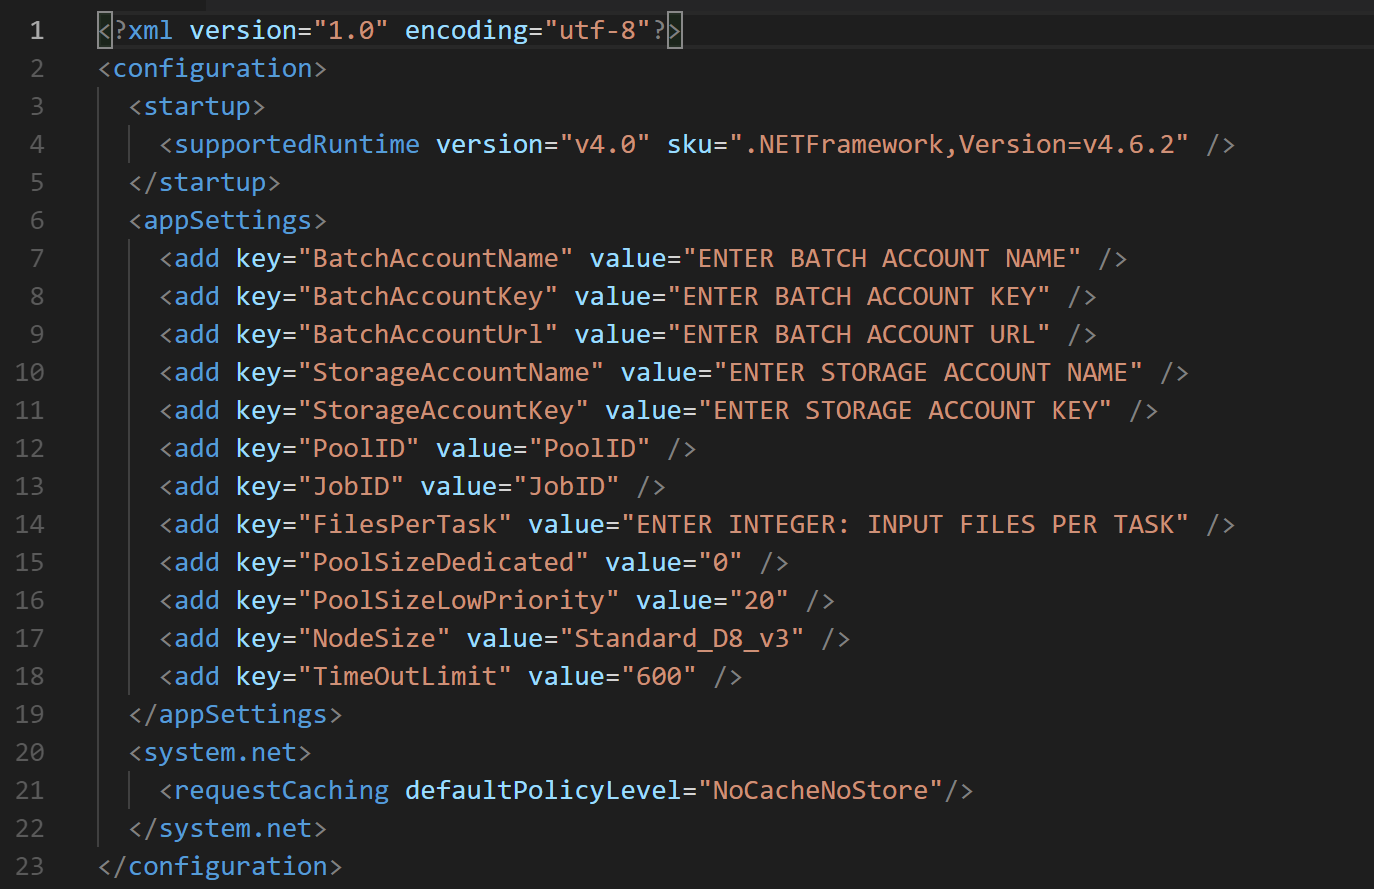 1 <?xml version="1.0" encoding="utf-8"?>
2 <configuration>
3 <startup>
4 <supportedRuntime version="v4.0" sku=".NETFramework,Version=v4.6.2" />
5 </startup>
6 <appSettings>
7 <add key="BatchAccountName" value="ENTER BATCH ACCOUNT NAME" />
8 <add key="BatchAccountKey" value="ENTER BATCH ACCOUNT KEY" />
9 <add key="BatchAccountUrl" value="ENTER BATCH ACCOUNT URL" />
10 <add key="StorageAccountName" value="ENTER STORAGE ACCOUNT NAME" />
11 <add key="StorageAccountKey" value="ENTER STORAGE ACCOUNT KEY" />
12 <add key="PoolID" value="PoolID" />
13 <add key="JobID" value="JobID" />
14 <add key="FilesPerTask" value="ENTER INTEGER: INPUT FILES PER TASK" />
15 <add key="PoolSizeDedicated" value="0" />
16 <add key="PoolSizeLowPriority" value="20" />
17 <add key="NodeSize" value="Standard_D8_v3" />
18 <add key="TimeOutLimit" value="600" />
19 </appSettings>
20 <system.net>
21 <requestCaching defaultPolicyLevel="NoCacheNoStore"/>
22 </system.net>
23 </configuration>